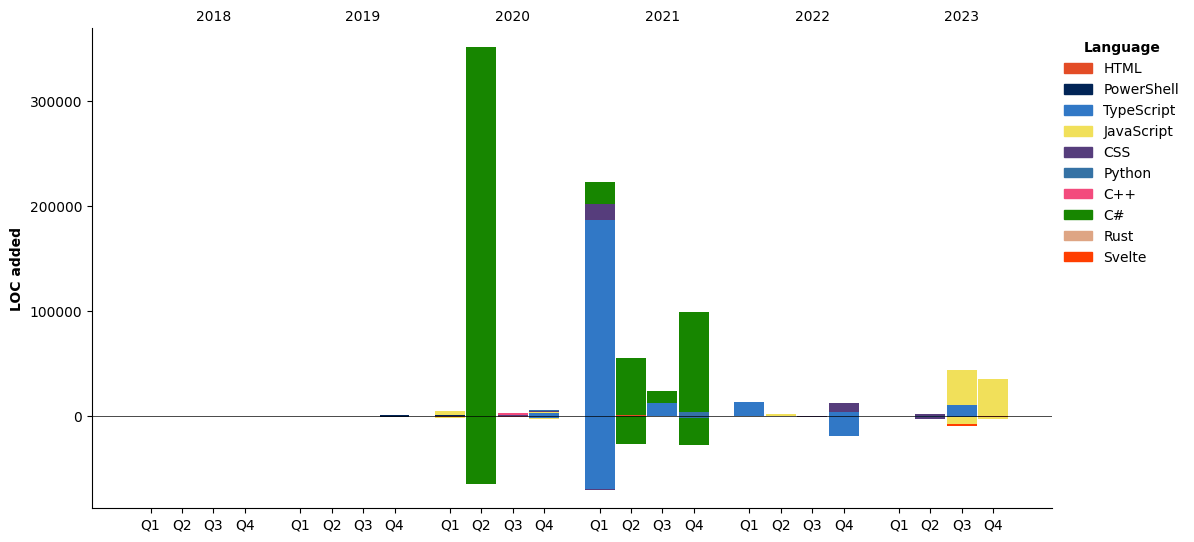 2018 2019 2020 2021 2022 2023
Language
HTML
PowerShell
TypeScript
JavaScript
CSS
Python
C++
C#
Rust
Svelte
LOC added
300000
200000
100000
0
Q1 Q2 Q3 Q4 Q1 Q2 Q3 Q4 Q1 Q2 Q3 Q4 Q1 Q2 Q3 Q4 Q1 Q2 Q3 Q4 Q1 Q2 Q3 Q4